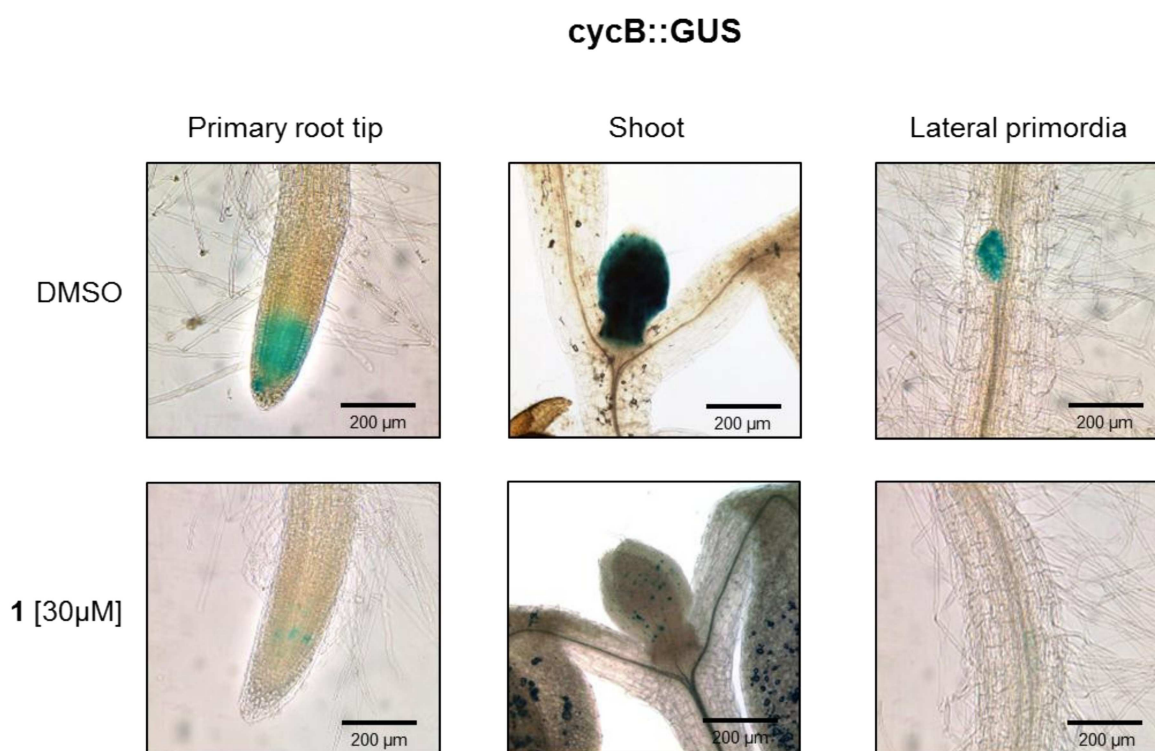 cycB::GUS
Primary root tip
Shoot
Lateral primordia
DMSO
200 µm
200 µm
200 µm
1 [30µM]
200 µm
200 µm
200 µm